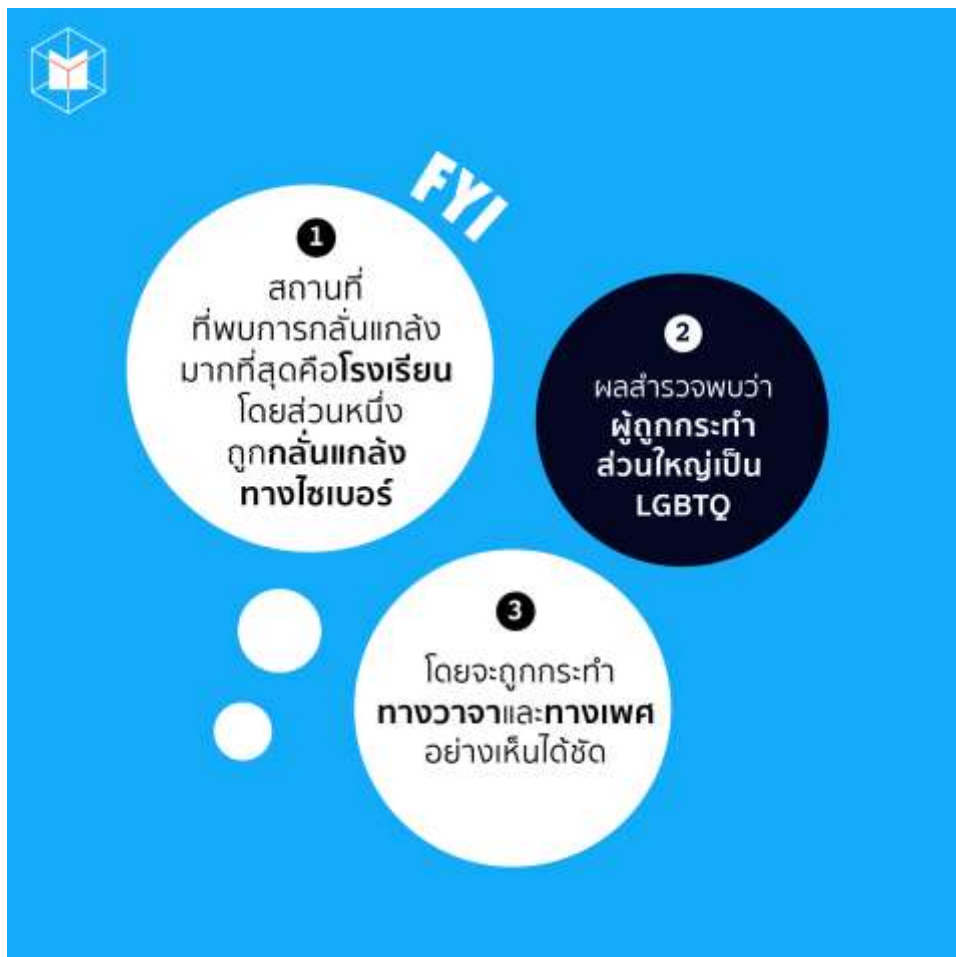 FYI
1
สถานที่
ที่พบการกลั่นแกล้ง
มากที่สุดคือโรงเรียน
โดยส่วนหนึ่ง
ถูกกลั่นแกล้ง
ทางไซเบอร์
2
ผลสำรวจพบว่า
ผู้ถูกกระทำ
ส่วนใหญ่เป็น
LGBTQ
3
โดยจะถูกกระทำ
ทางวาจาและทางเพศ
อย่างเห็นได้ชัด